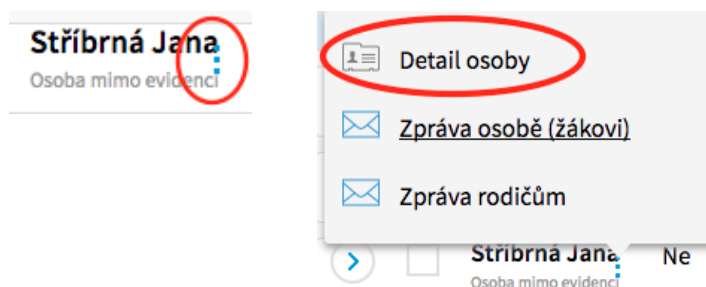 Stříbrná Jana
Osoba mimo evidenci
Detail osoby
Zpráva osobě (žákovi)
Zpráva rodičům
Stříbrná Jana
Ne
Osoba mimo evidenci